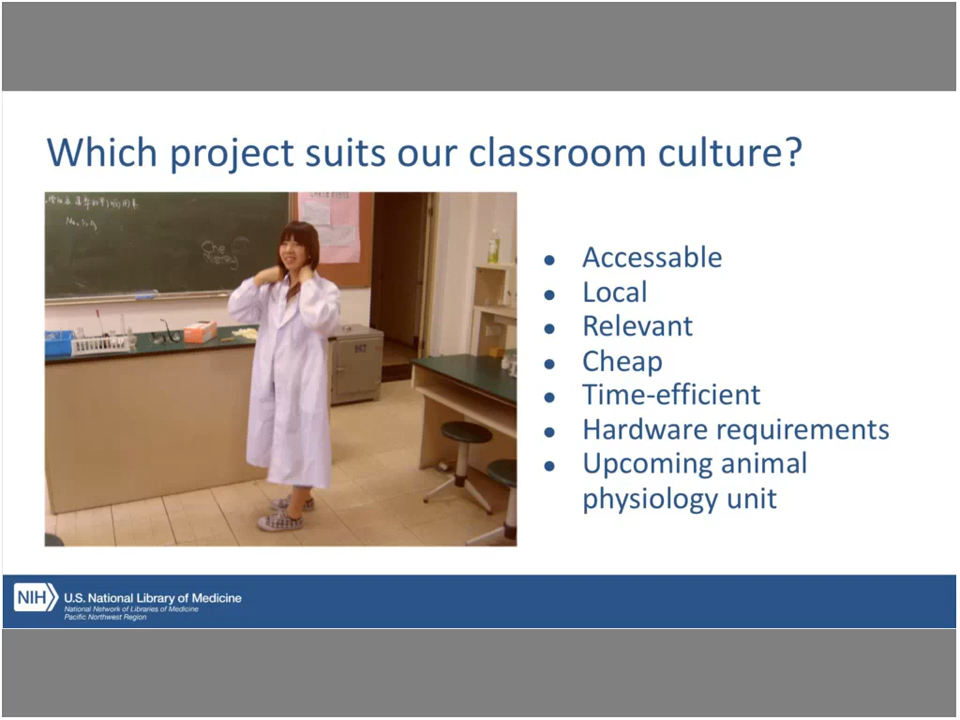 Which project suits our classroom culture?
Che
● Accessable
● Local
● Relevant
● Cheap
● Time-efficient
● Hardware requirements
● Upcoming animal
physiology unit
NIH
U.S. National Library of Medicine
National Network of Libraries of Medicine
Pacific Northwest Region